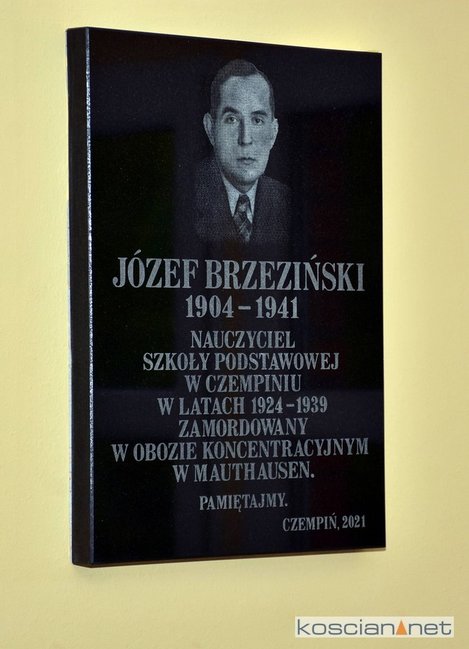 JÓZEF BRZEZIŃSKI
1904 – 1941
NAUCZYCIEL
SZKOŁY PODSTAWOWEJ
W CZEMPINIU
W LATACH 1924 – 1939
ZAMORDOWANY
W OBOZIE KONCENTRACYJNYM
W MAUTHAUSEN.
PAMIĘTAJMY.
CZEMPIŃ, 2021
koscian.net